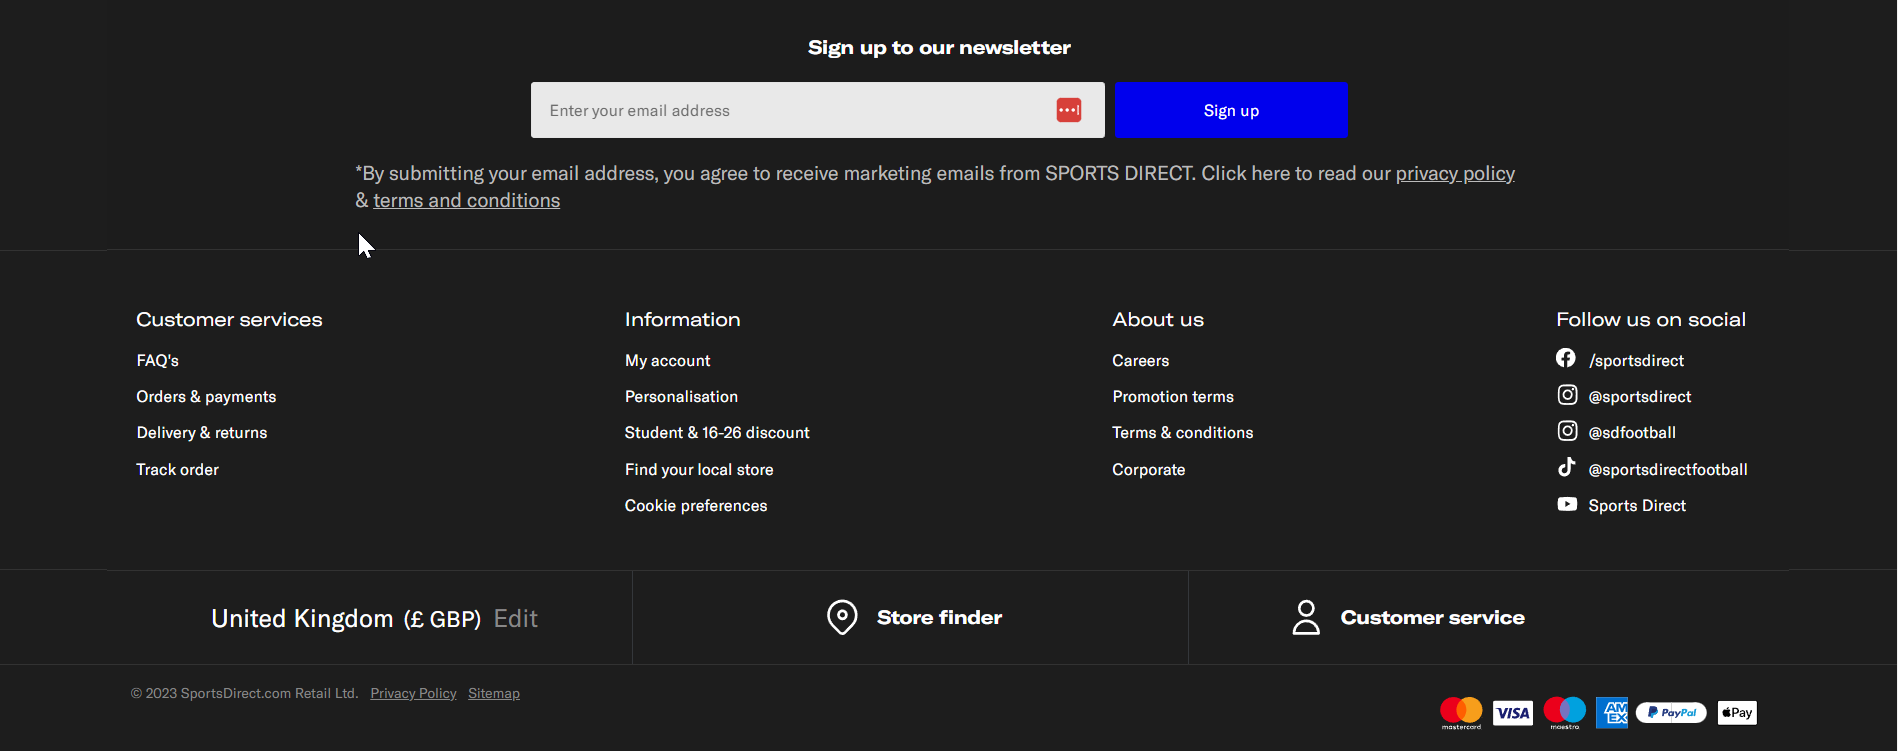 Sign up to our newsletter
Enter your email address
Sign up
*By submitting your email address, you agree to receive marketing emails from SPORTS DIRECT. Click here to read our privacy policy
& terms and conditions
Customer services
FAQ's
Orders & payments
Delivery & returns
Track order
Information
My account
Personalisation
Student & 16-26 discount
Find your local store
Cookie preferences
About us
Careers
Promotion terms
Terms & conditions
Corporate
Follow us on social
/sportsdirect
@sportsdirect
@sdfootball
@sportsdirectfootball
Sports Direct
United Kingdom (£ GBP) Edit
Store finder
Customer service
© 2023 SportsDirect.com Retail Ltd. Privacy Policy Sitemap
mastercard
VISA
maestro
AMEX
PayPal
Pay